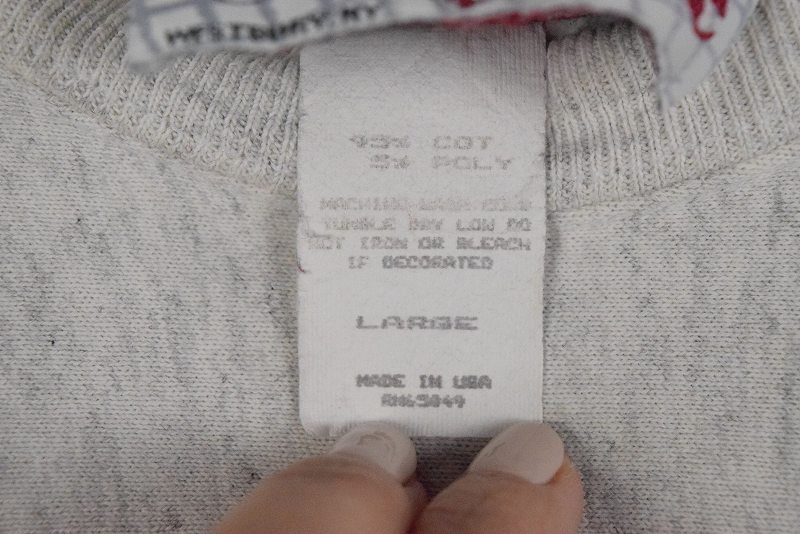 95% COT
5% POLY
MACHINE WASH COLD
TUMBLE DRY LOW DO
NOT IRON OR BLEACH
IF DECORATED
LARGE
MADE IN USA
RN65049